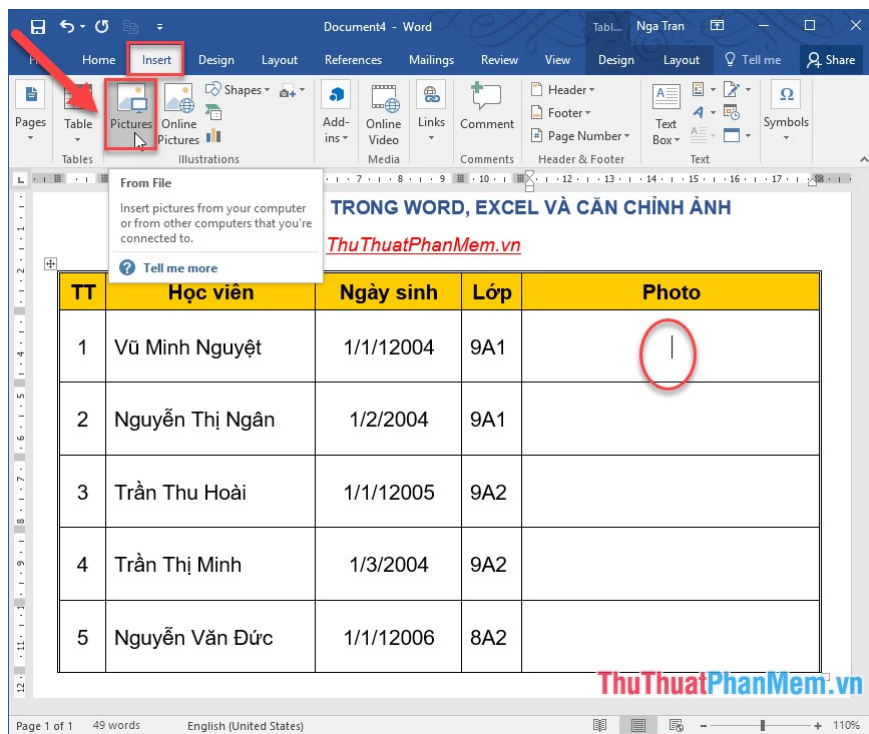 Document4 - Word
Tabl...
Nga Tran
Home Insert Design Layout References Mailings Review View Design Layout Tell me Share
Pages
Table
Tables
Pictures
Online Pictures
Shapes
Illustrations
Add-ins
Online Video
Media
Links
Comment
Comments
Header
Footer
Page Number
Header & Footer
Text Box
Text
Symbols
From File
Insert pictures from your computer
or from other computers that you're
connected to.
Tell me more
TRONG WORD, EXCEL VÀ CĂN CHỈNH ẢNH
ThuThuatPhanMem.vn
TT Học viên Ngày sinh Lớp Photo
1 Vũ Minh Nguyệt 1/1/12004 9A1
2 Nguyễn Thị Ngân 1/2/2004 9A1
3 Trần Thu Hoài 1/1/12005 9A2
4 Trần Thị Minh 1/3/2004 9A2
5 Nguyễn Văn Đức 1/1/12006 8A2
ThuThuatPhanMem.vn
Page 1 of 1 49 words English (United States) 110%